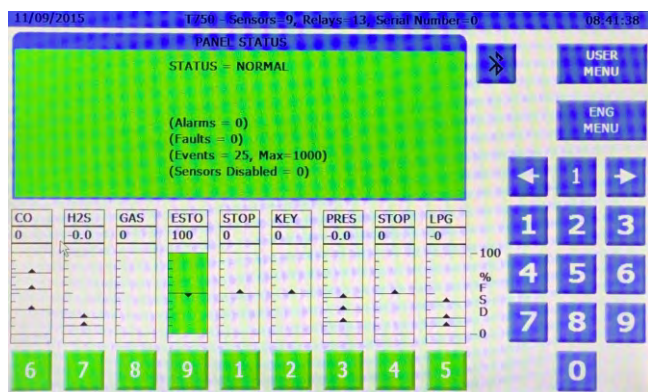 11/09/2015 T750 - Sensors=9, Relays=13, Serial Number=0 08:41:38
PANEL STATUS
STATUS = NORMAL
(Alarms = 0)
(Faults = 0)
(Events = 25, Max=1000)
(Sensors Disabled = 0)
USER
MENU
ENG
MENU
1
CO H2S GAS ESTO STOP KEY PRES STOP LPG
0 -0.0 0 100 0 0 -0.0 0 -0
100
%
F
S
D
0
6 7 8 9 1 2 3 4 5
1 2 3
4 5 6
7 8 9
0